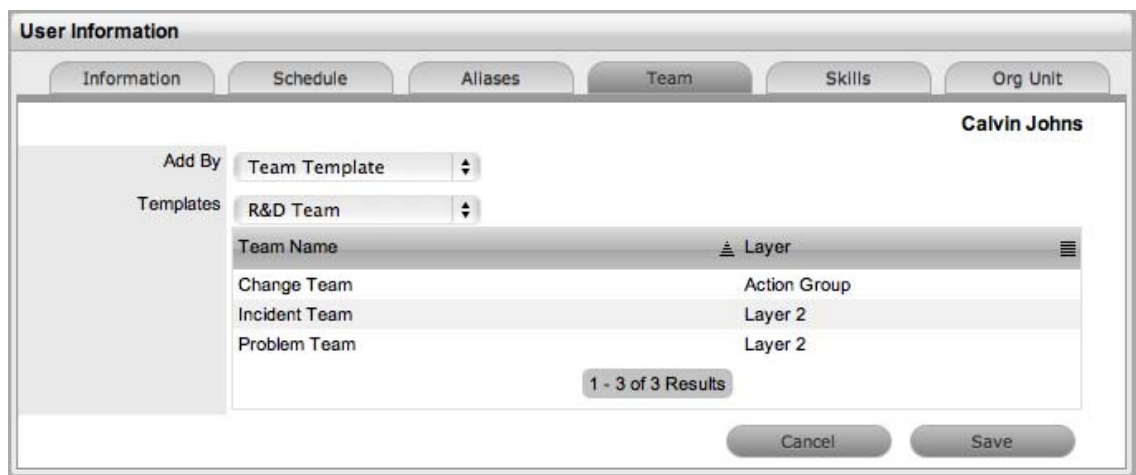 User Information
Information Schedule Aliases Team Skills Org Unit
Calvin Johns
Add By Team Template
Templates R&D Team
Team Name Layer
Change Team Action Group
Incident Team Layer 2
Problem Team Layer 2
1 - 3 of 3 Results
Cancel Save